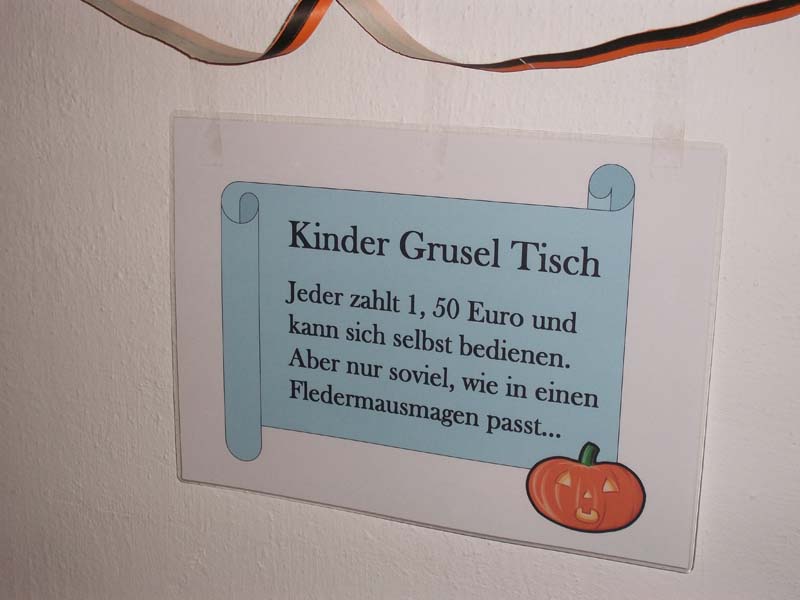 Kinder Grusel Tisch
Jeder zahlt 1, 50 Euro und
kann sich selbst bedienen.
Aber nur soviel, wie in einen
Fledermausmagen passt...